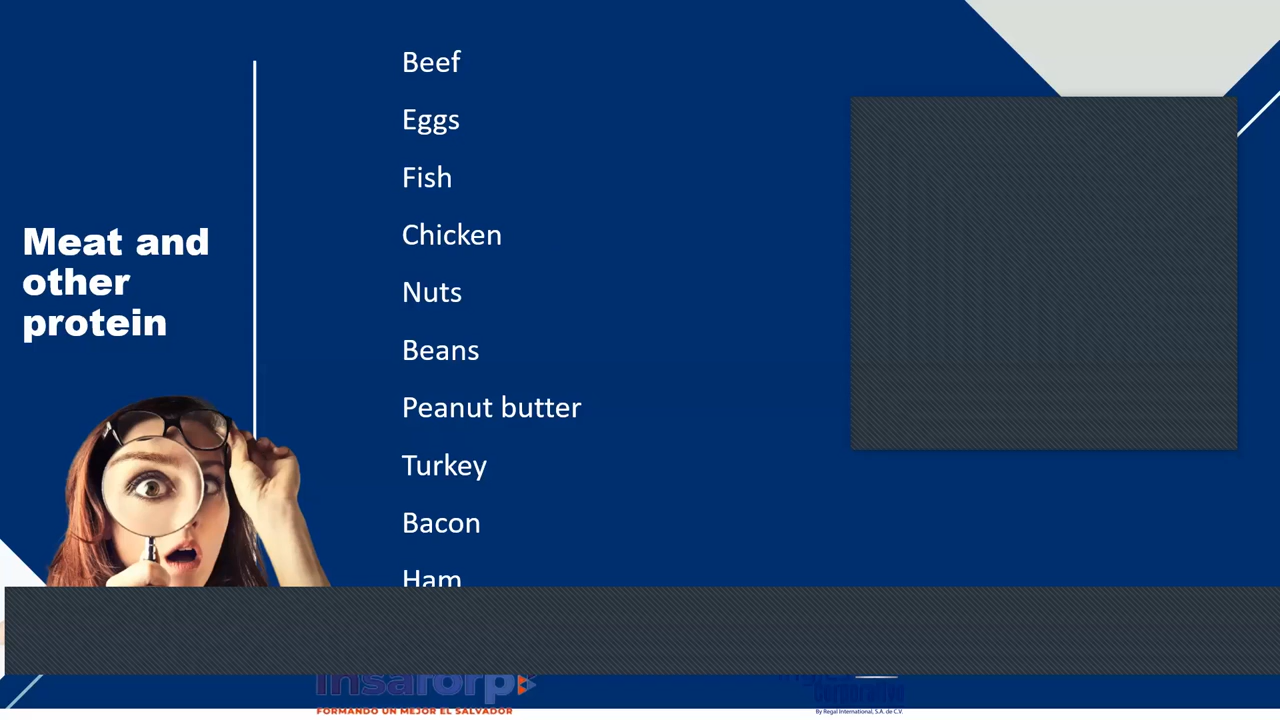 Meat and
other
protein
Beef
Eggs
Fish
Chicken
Nuts
Beans
Peanut butter
Turkey
Bacon
Ham
Insaforp
FORMANDO UN MEJOR EL SALVADOR
By Regal International, S.A. de C.V.